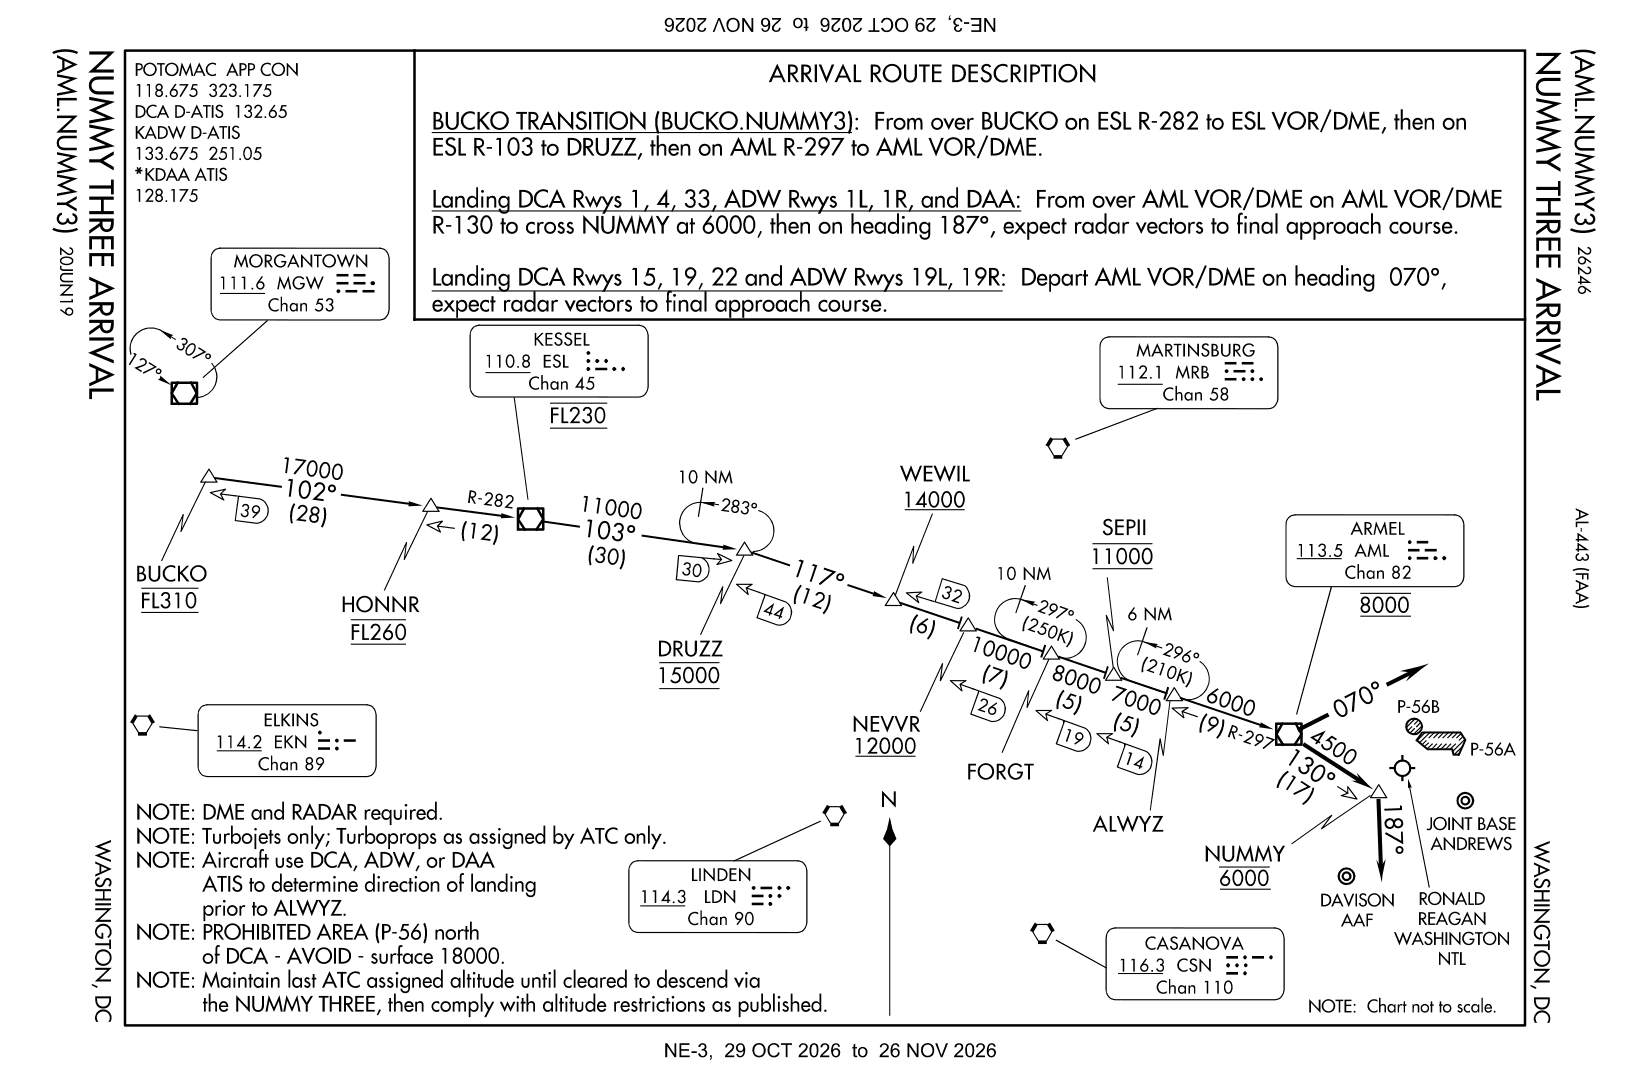 NE-3, 29 OCT 2026 to 26 NOV 2026
(AML.NUMMY3) 20JUN19
NUMMY THREE ARRIVAL
WASHINGTON, DC
POTOMAC APP CON
118.675 323.175
DCA D-ATIS 132.65
KADW D-ATIS
133.675 251.05
*KDAA ATIS
128.175
ARRIVAL ROUTE DESCRIPTION
BUCKO TRANSITION (BUCKO.NUMMY3): From over BUCKO on ESL R-282 to ESL VOR/DME, then on
ESL R-103 to DRUZZ, then on AML R-297 to AML VOR/DME.
Landing DCA Rwys 1, 4, 33, ADW Rwys 1L, 1R, and DAA: From over AML VOR/DME on AML VOR/DME
R-130 to cross NUMMY at 6000, then on heading 187°, expect radar vectors to final approach course.
Landing DCA Rwys 15, 19, 22 and ADW Rwys 19L, 19R: Depart AML VOR/DME on heading 070°,
expect radar vectors to final approach course.
MORGANTOWN
111.6 MGW
Chan 53
307°
127°
KESSEL
110.8 ESL
Chan 45
FL230
MARTINSBURG
112.1 MRB
Chan 58
17000
102°
(28)
39
BUCKO
FL310
R-282
(12)
HONNR
FL260
11000
103°
(30)
10 NM
283°
30
44
DRUZZ
15000
117°
(12)
WEWIL
14000
32
(6)
NEVVR
12000
10 NM
297°
(250K)
10000
(7)
26
FORGT
SEPII
11000
8000
(5)
19
6 NM
296°
(210K)
7000
(5)
14
ALWYZ
6000
(9) R-297
ARMEL
113.5 AML
Chan 82
8000
070°
4500
130°
(17)
NUMMY
6000
187°
P-56B
P-56A
JOINT BASE
ANDREWS
DAVISON
AAF
RONALD
REAGAN
WASHINGTON
NTL
ELKINS
114.2 EKN
Chan 89
LINDEN
114.3 LDN
Chan 90
N
CASANOVA
116.3 CSN
Chan 110
NOTE: DME and RADAR required.
NOTE: Turbojets only; Turboprops as assigned by ATC only.
NOTE: Aircraft use DCA, ADW, or DAA
ATIS to determine direction of landing
prior to ALWYZ.
NOTE: PROHIBITED AREA (P-56) north
of DCA - AVOID - surface 18000.
NOTE: Maintain last ATC assigned altitude until cleared to descend via
the NUMMY THREE, then comply with altitude restrictions as published.
NOTE: Chart not to scale.
NUMMY THREE ARRIVAL
(AML.NUMMY3) 26246
AL-443 (FAA)
WASHINGTON, DC
NE-3, 29 OCT 2026 to 26 NOV 2026